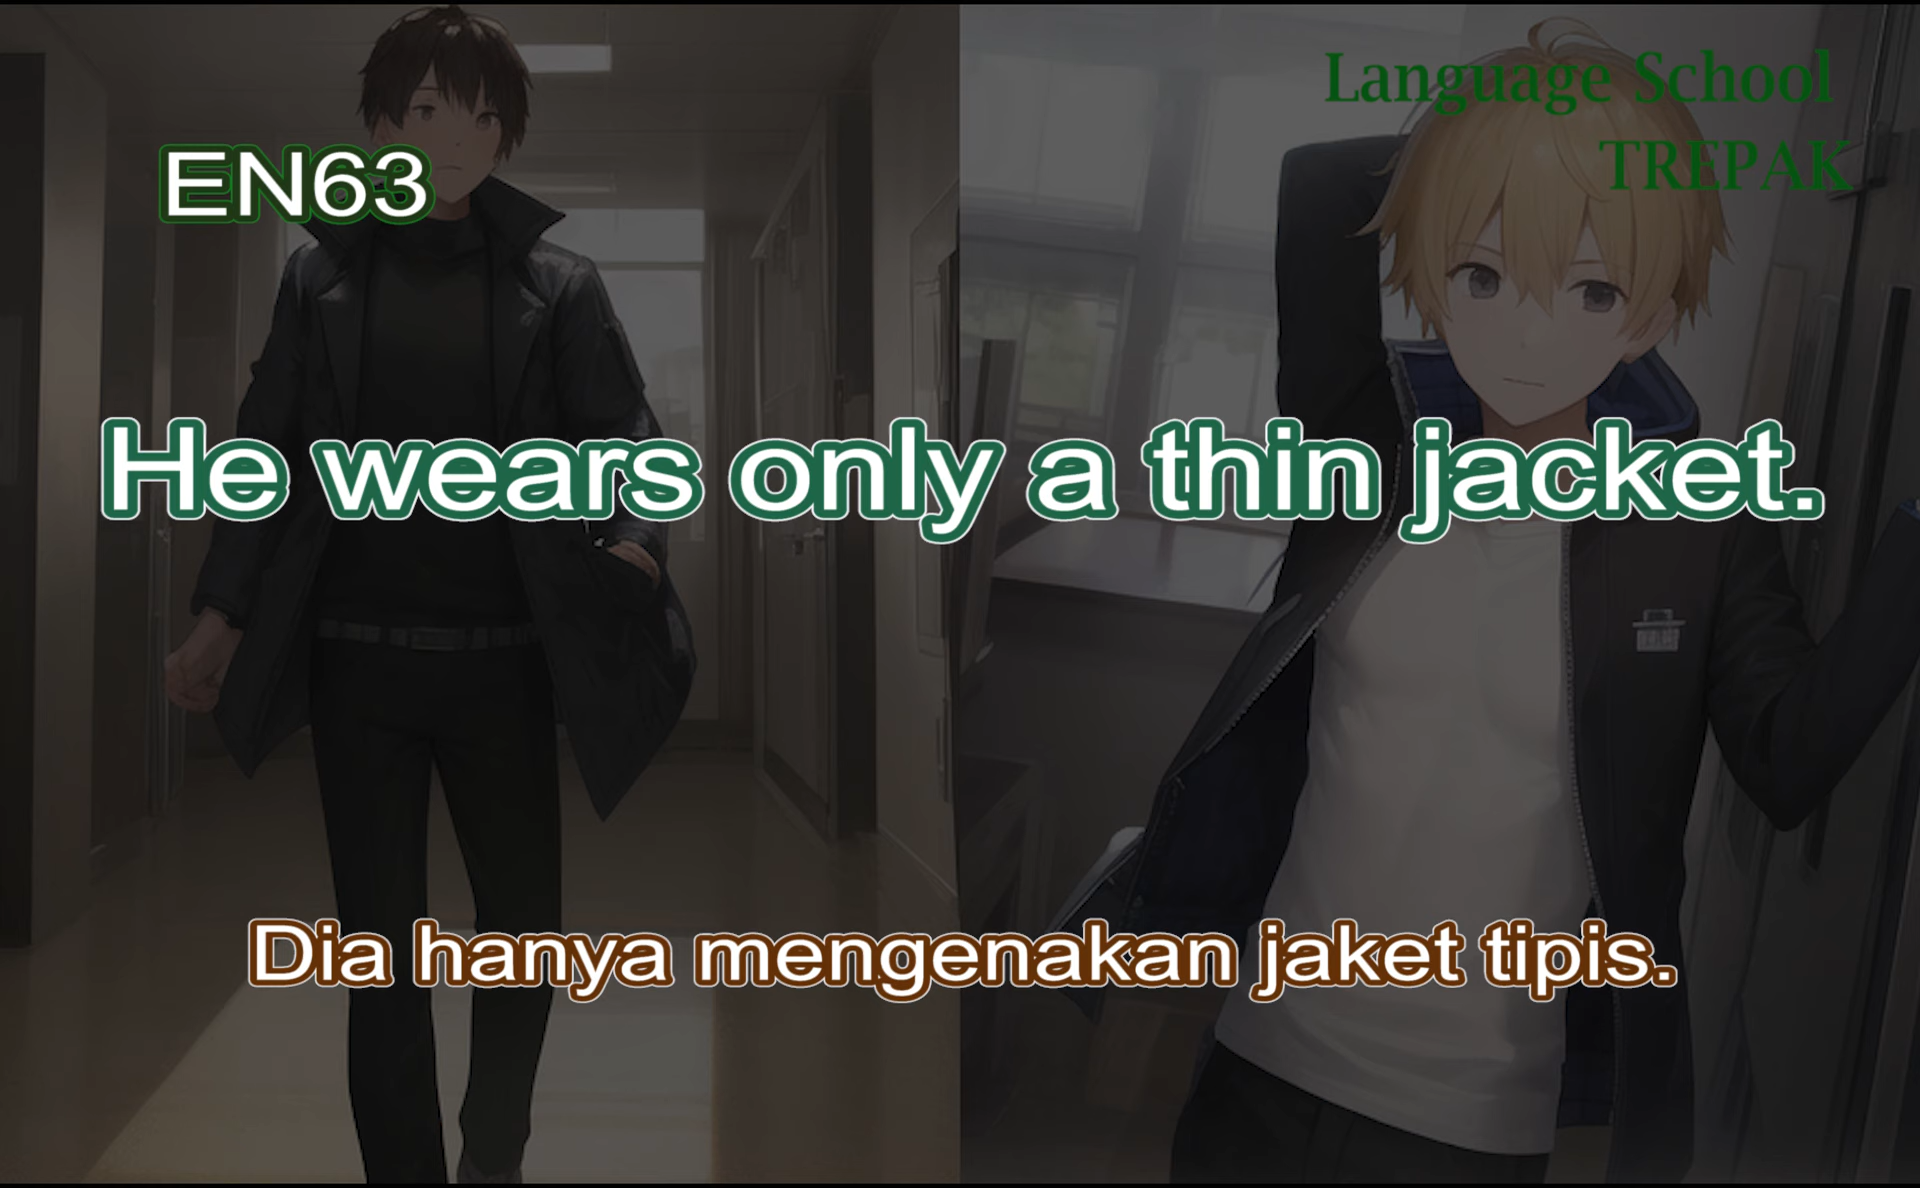 Language School
TREPAK
EN63
He wears only a thin jacket.
Dia hanya mengenakan jaket tipis.